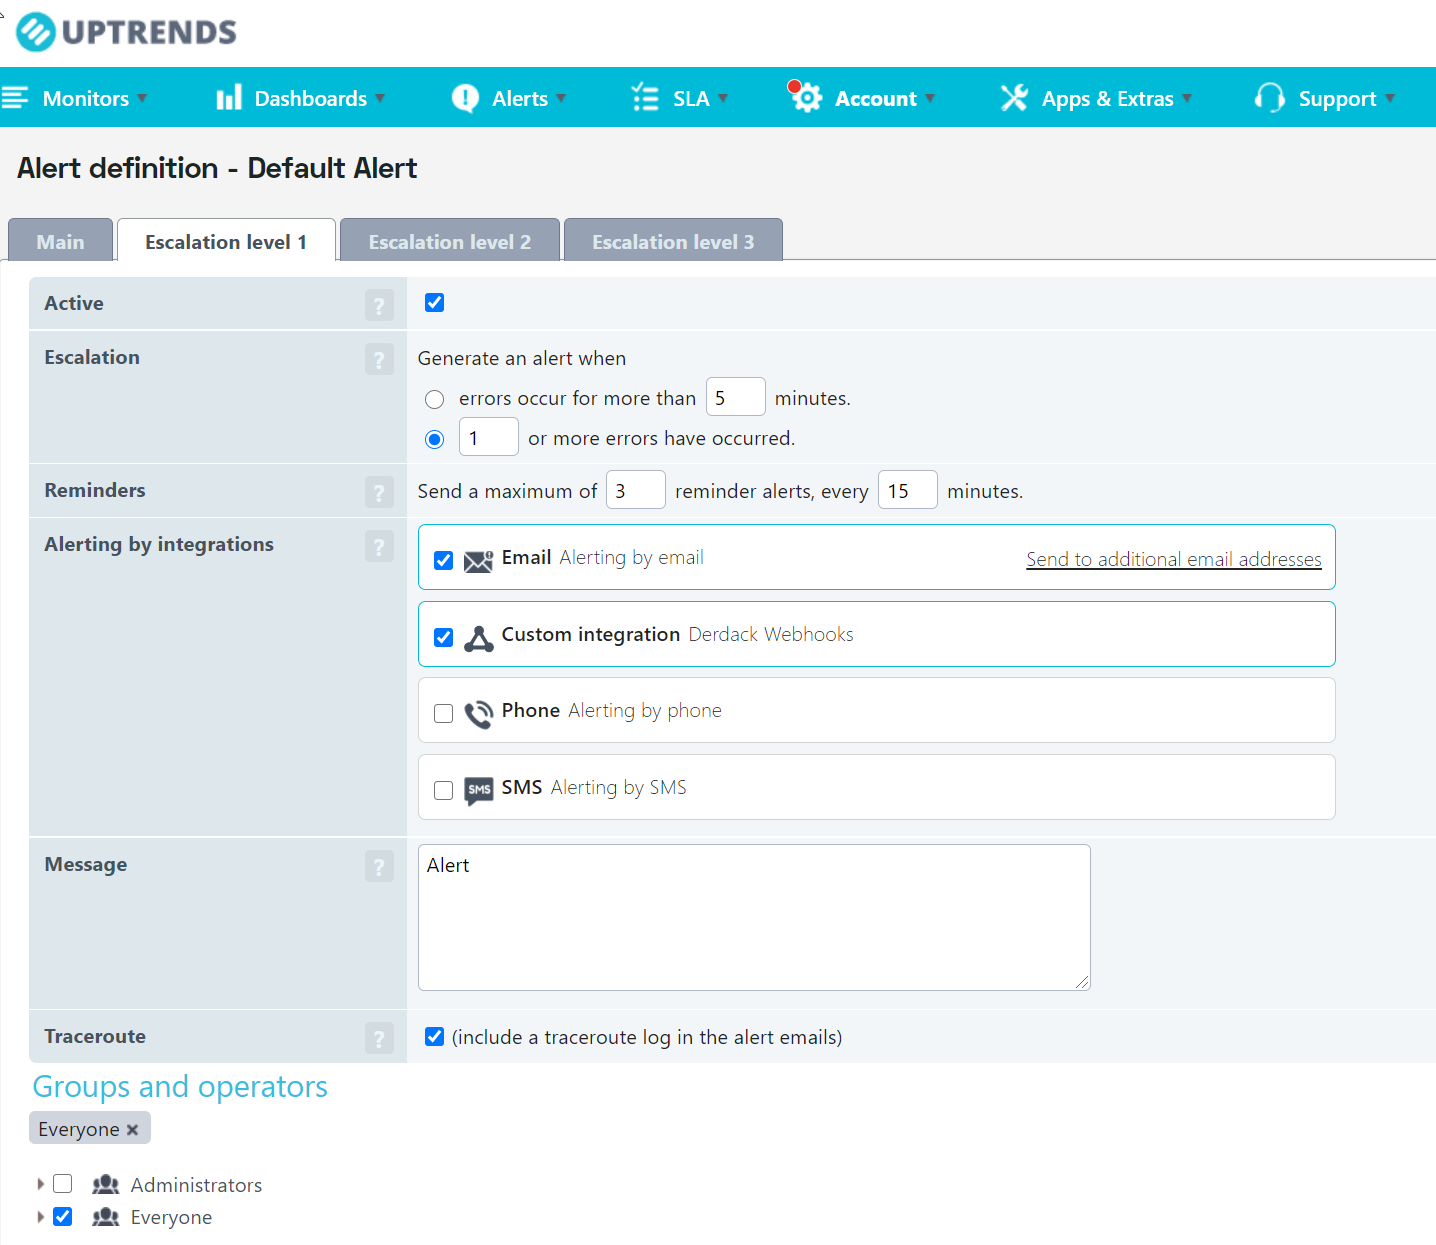 UPTRENDS
Monitors Dashboards Alerts SLA Account Apps & Extras Support
Alert definition - Default Alert
Main Escalation level 1 Escalation level 2 Escalation level 3
Active ?
Escalation ? Generate an alert when
errors occur for more than 5 minutes.
1 or more errors have occurred.
Reminders ? Send a maximum of 3 reminder alerts, every 15 minutes.
Alerting by integrations ? Email Alerting by email Send to additional email addresses
Custom integration Derdack Webhooks
Phone Alerting by phone
SMS SMS Alerting by SMS
Message ? Alert
Traceroute ? (include a traceroute log in the alert emails)
Groups and operators
Everyone ×
Administrators
Everyone